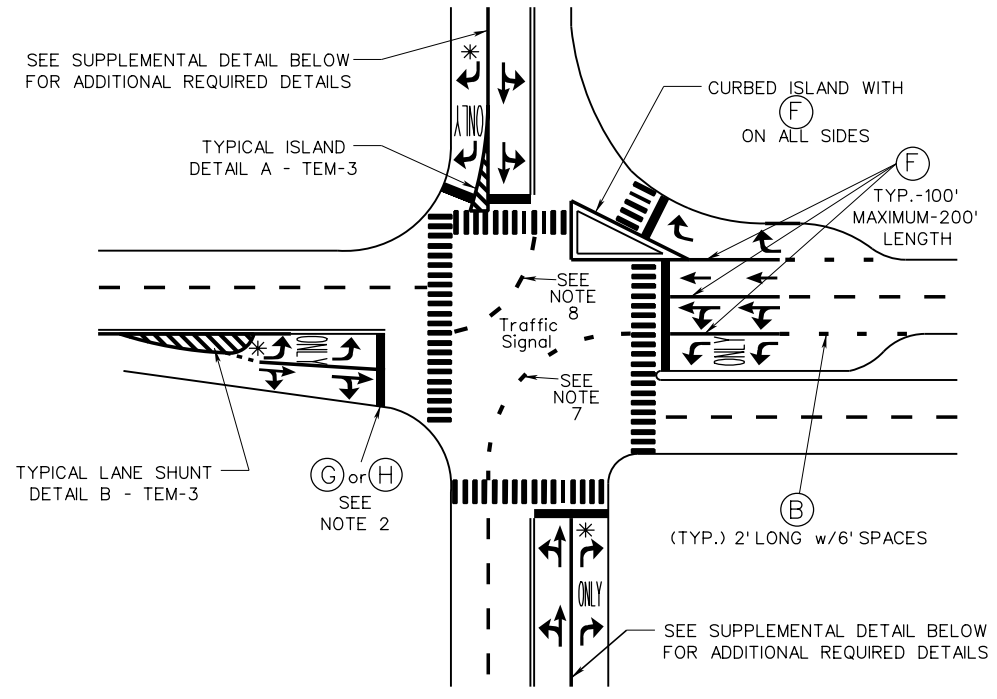 SEE SUPPLEMENTAL DETAIL BELOW
FOR ADDITIONAL REQUIRED DETAILS
ONLY
TYPICAL ISLAND
DETAIL A - TEM-3
CURBED ISLAND WITH
F
ON ALL SIDES
F
TYP.-100'
MAXIMUM-200'
LENGTH
SEE
NOTE
8
Traffic
Signal
ONLY
ONLY
SEE
NOTE
7
TYPICAL LANE SHUNT
DETAIL B - TEM-3
G or H
SEE
NOTE 2
B
(TYP.) 2' LONG w/6' SPACES
ONLY
SEE SUPPLEMENTAL DETAIL BELOW
FOR ADDITIONAL REQUIRED DETAILS